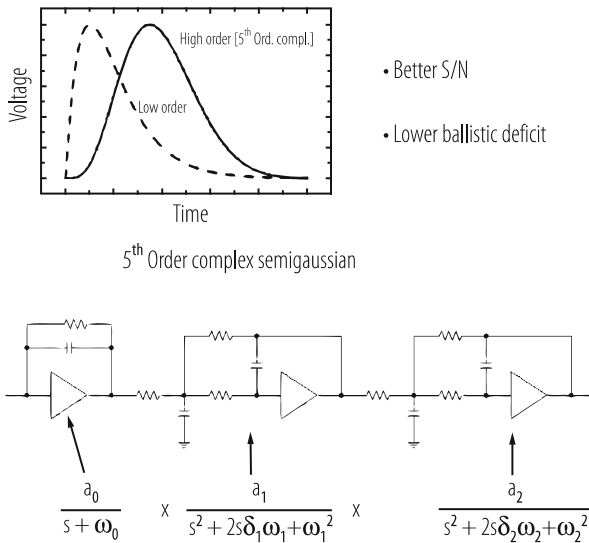 Voltage
High order [5th Ord. compl.]
Low order
Time
• Better S/N
• Lower ballistic deficit
5th Order complex semigaussian
a0 / (s + ω0) x a1 / (s² + 2sδ1ω1+ω1²) x a2 / (s² + 2sδ2ω2+ω2²)